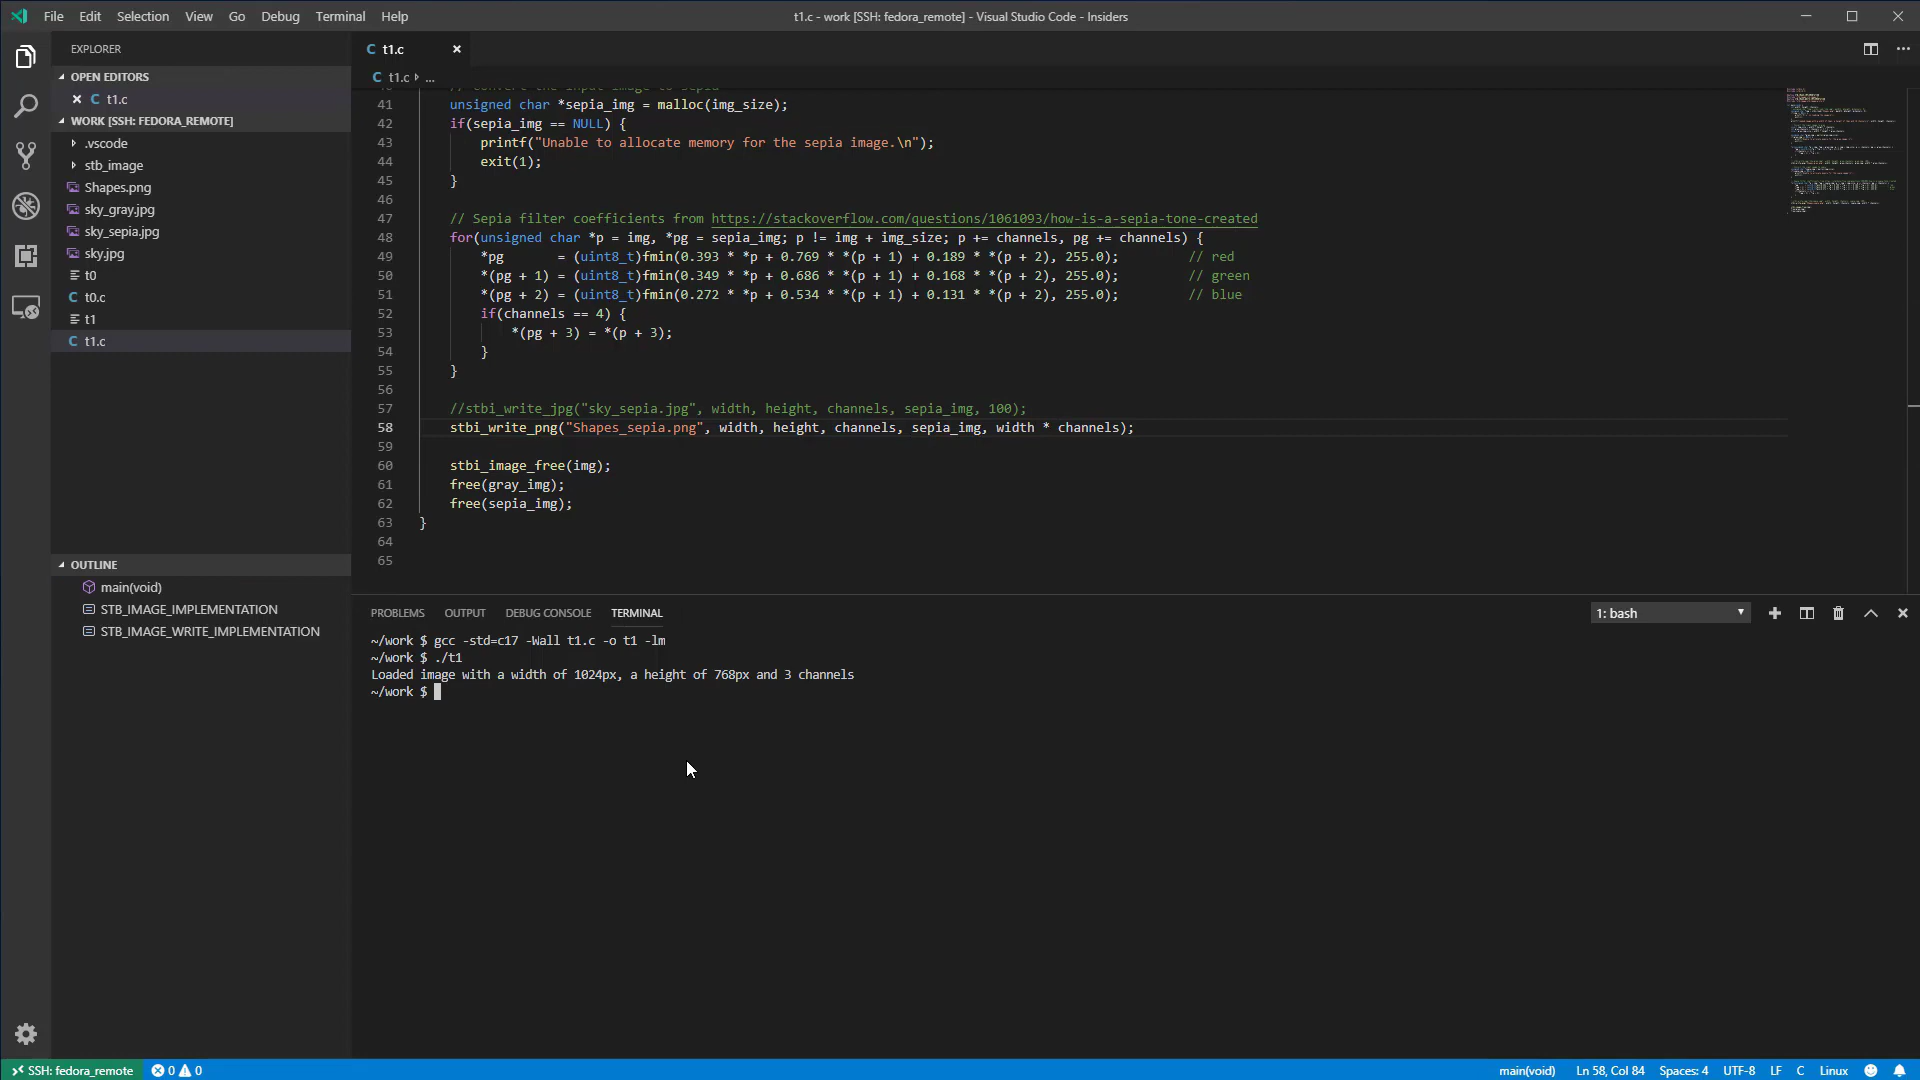 File Edit Selection View Go Debug Terminal Help
t1.c - work [SSH: fedora_remote] - Visual Studio Code - Insiders
EXPLORER
OPEN EDITORS
t1.c
WORK [SSH: FEDORA_REMOTE]
.vscode
stb_image
Shapes.png
sky_gray.jpg
sky_sepia.jpg
sky.jpg
t0
C t0.c
t1
C t1.c
OUTLINE
main(void)
STB_IMAGE_IMPLEMENTATION
STB_IMAGE_WRITE_IMPLEMENTATION
C t1.c
C t1.c ...
// Convert the input image to sepia
41 unsigned char *sepia_img = malloc(img_size);
42 if(sepia_img == NULL) {
43 printf("Unable to allocate memory for the sepia image.\n");
44 exit(1);
45 }
46
47 // Sepia filter coefficients from https://stackoverflow.com/questions/1061093/how-is-a-sepia-tone-created
48 for(unsigned char *p = img, *pg = sepia_img; p != img + img_size; p += channels, pg += channels) {
49 *pg = (uint8_t)fmin(0.393 * *p + 0.769 * *(p + 1) + 0.189 * *(p + 2), 255.0); // red
50 *(pg + 1) = (uint8_t)fmin(0.349 * *p + 0.686 * *(p + 1) + 0.168 * *(p + 2), 255.0); // green
51 *(pg + 2) = (uint8_t)fmin(0.272 * *p + 0.534 * *(p + 1) + 0.131 * *(p + 2), 255.0); // blue
52 if(channels == 4) {
53 *(pg + 3) = *(p + 3);
54 }
55 }
56
57 //stbi_write_jpg("sky_sepia.jpg", width, height, channels, sepia_img, 100);
58 stbi_write_png("Shapes_sepia.png", width, height, channels, sepia_img, width * channels);
59
60 stbi_image_free(img);
61 free(gray_img);
62 free(sepia_img);
63 }
64
65
PROBLEMS OUTPUT DEBUG CONSOLE TERMINAL
1: bash
~/work $ gcc -std=c17 -Wall t1.c -o t1 -lm
~/work $ ./t1
Loaded image with a width of 1024px, a height of 768px and 3 channels
~/work $
SSH: fedora_remote 0 0
main(void) Ln 58, Col 84 Spaces: 4 UTF-8 LF C Linux